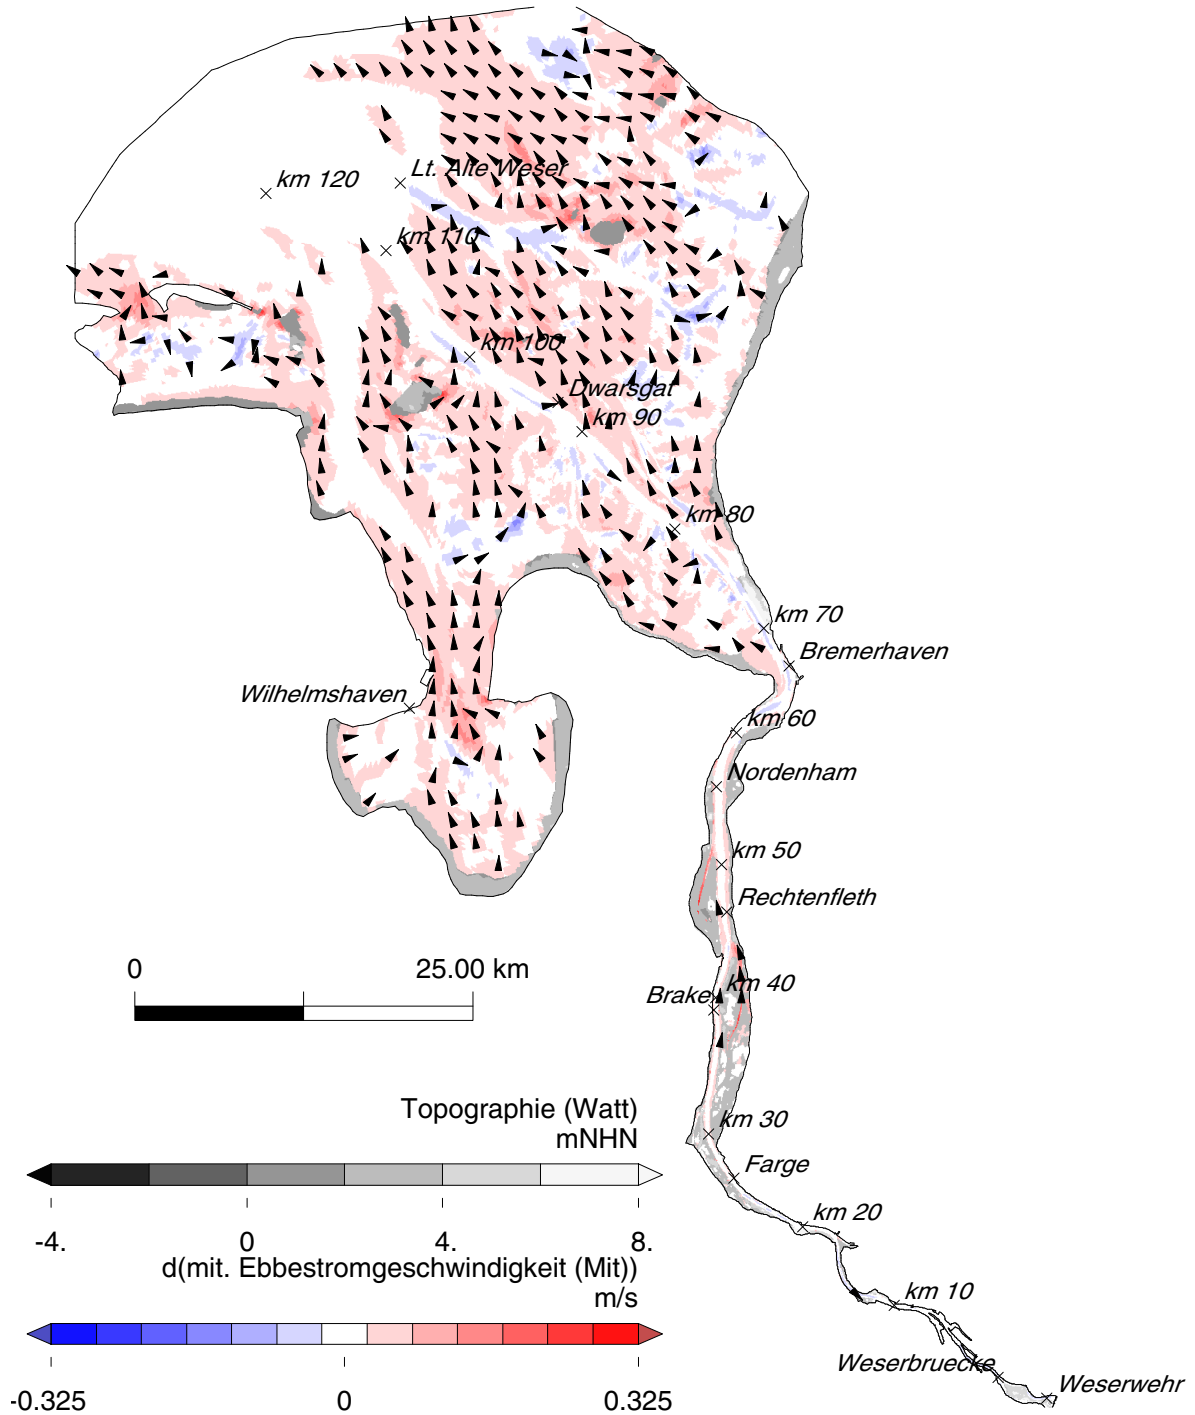 Lt. Alte Weser
km 120
km 110
km 100
Dwarsgat
km 90
km 80
km 70
Bremerhaven
Wilhelmshaven
km 60
Nordenham
km 50
Rechtenfleth
0 25.00 km
km 40
Brake
Topographie (Watt)
mNHN
km 30
Farge
km 20
-4. 0 4. 8.
d(mit. Ebbestromgeschwindigkeit (Mit))
m/s
km 10
Weserbruecke
Weserwehr
-0.325 0 0.325